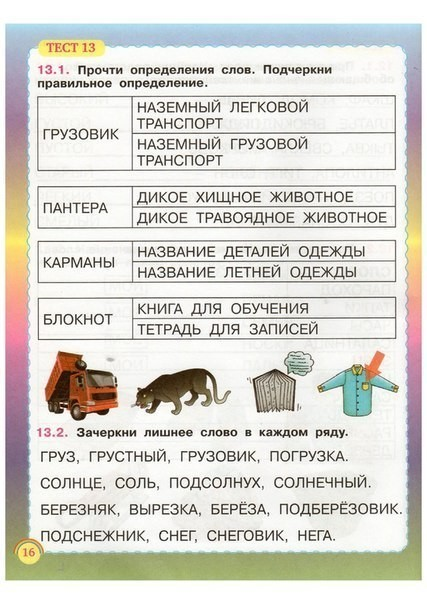 ТЕСТ 13
13.1. Прочти определения слов. Подчеркни
правильное определение.
ГРУЗОВИК
НАЗЕМНЫЙ ЛЕГКОВОЙ
ТРАНСПОРТ
НАЗЕМНЫЙ ГРУЗОВОЙ
ТРАНСПОРТ
ПАНТЕРА
ДИКОЕ ХИЩНОЕ ЖИВОТНОЕ
ДИКОЕ ТРАВОЯДНОЕ ЖИВОТНОЕ
КАРМАНЫ
НАЗВАНИЕ ДЕТАЛЕЙ ОДЕЖДЫ
НАЗВАНИЕ ЛЕТНЕЙ ОДЕЖДЫ
БЛОКНОТ
КНИГА ДЛЯ ОБУЧЕНИЯ
ТЕТРАДЬ ДЛЯ ЗАПИСЕЙ
13.2. Зачеркни лишнее слово в каждом ряду.
ГРУЗ, ГРУСТНЫЙ, ГРУЗОВИК, ПОГРУЗКА.
СОЛНЦЕ, СОЛЬ, ПОДСОЛНУХ, СОЛНЕЧНЫЙ.
БЕРЕЗНЯК, ВЫРЕЗКА, БЕРЁЗА, ПОДБЕРЁЗОВИК.
ПОДСНЕЖНИК, СНЕГ, СНЕГОВИК, НЕГА.
16